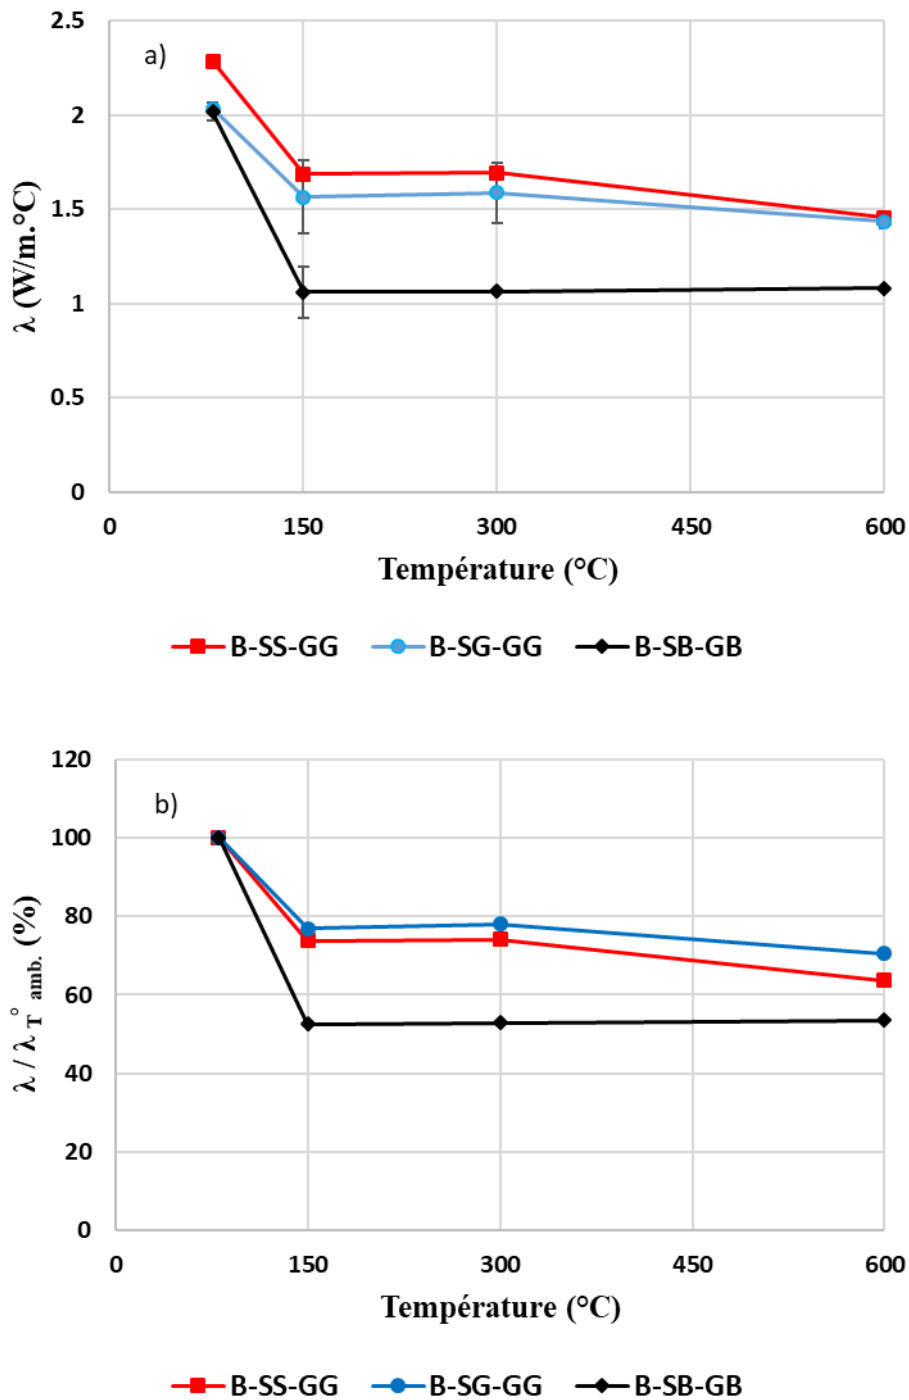 2.5
a)
2
1.5
1
0.5
0
λ (W/m.°C)
0 150 300 450 600
Température (°C)
B-SS-GG B-SG-GG B-SB-GB
120
b)
100
80
60
40
20
0
λ / λ T° amb. (%)
0 150 300 450 600
Température (°C)
B-SS-GG B-SG-GG B-SB-GB